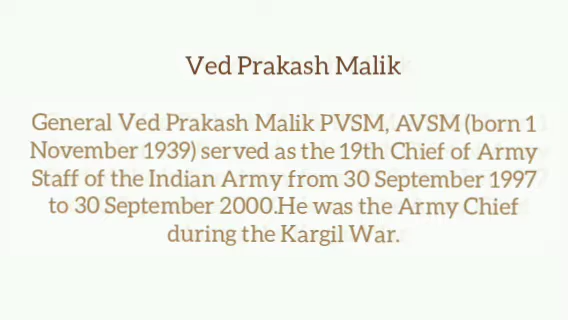 Ved Prakash Malik
General Ved Prakash Malik PVSM, AVSM (born 1
November 1939) served as the 19th Chief of Army
Staff of the Indian Army from 30 September 1997
to 30 September 2000.He was the Army Chief
during the Kargil War.